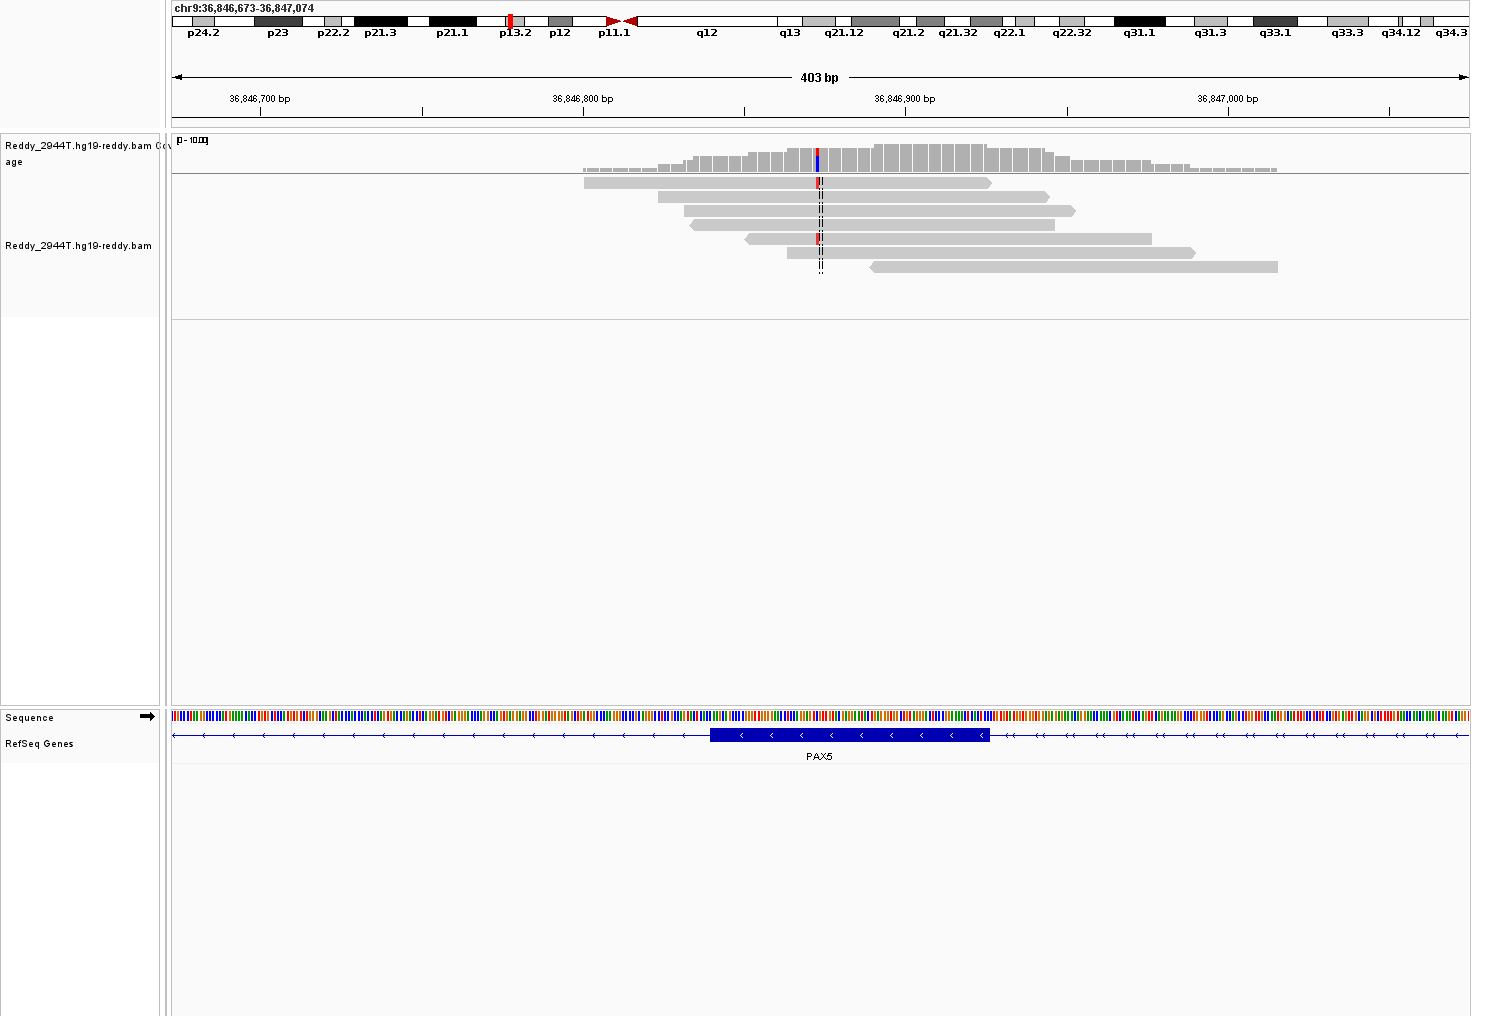 chr9:36,846,673-36,847,074
p24.2 p23 p22.2 p21.3 p21.1 p13.2 p12 p11.1 q12 q13 q21.12 q21.2 q21.32 q22.1 q22.32 q31.1 q31.3 q33.1 q33.3 q34.12 q34.3
403 bp
36,846,700 bp 36,846,800 bp 36,846,900 bp 36,847,000 bp
Reddy_2944T.hg19-reddy.bam Cov
age
[0 - 10.00]
Reddy_2944T.hg19-reddy.bam
Sequence
RefSeq Genes
PAX5